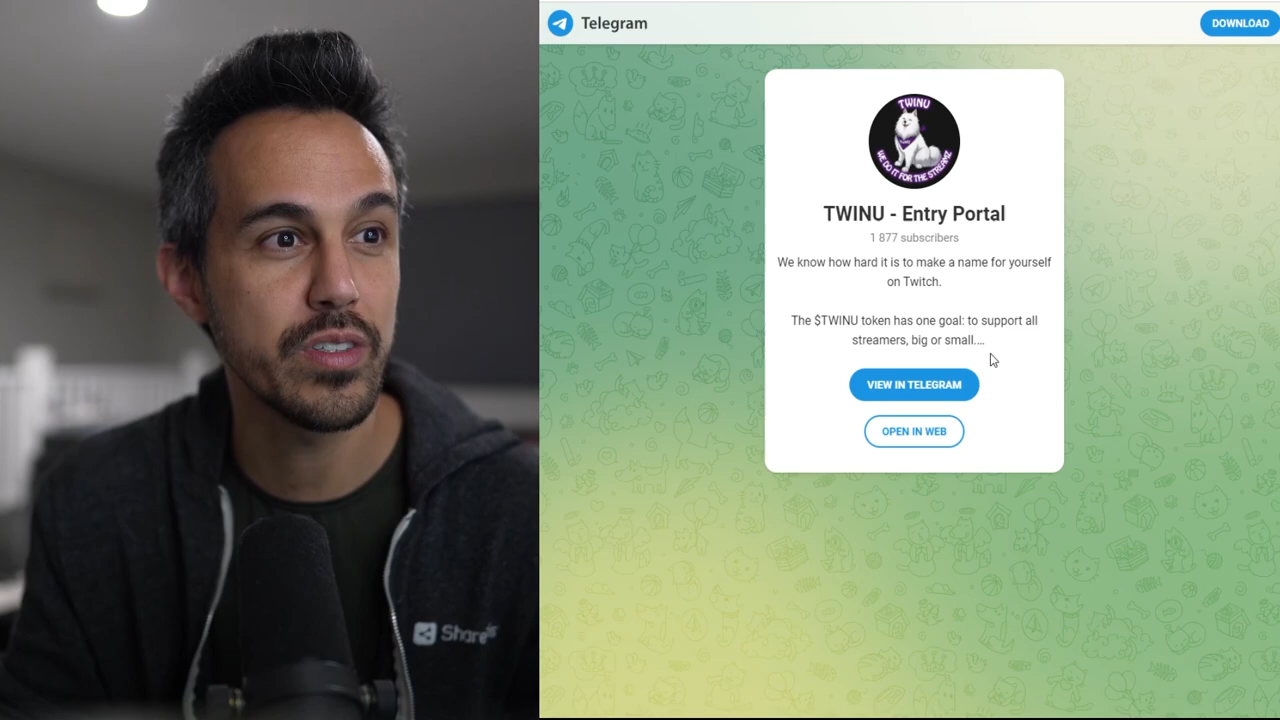 Telegram
DOWNLOAD
TWINU
WE DO IT FOR THE STREAMZ
TWINU - Entry Portal
1 877 subscribers
We know how hard it is to make a name for yourself
on Twitch.
The $TWINU token has one goal: to support all
streamers, big or small....
VIEW IN TELEGRAM
OPEN IN WEB